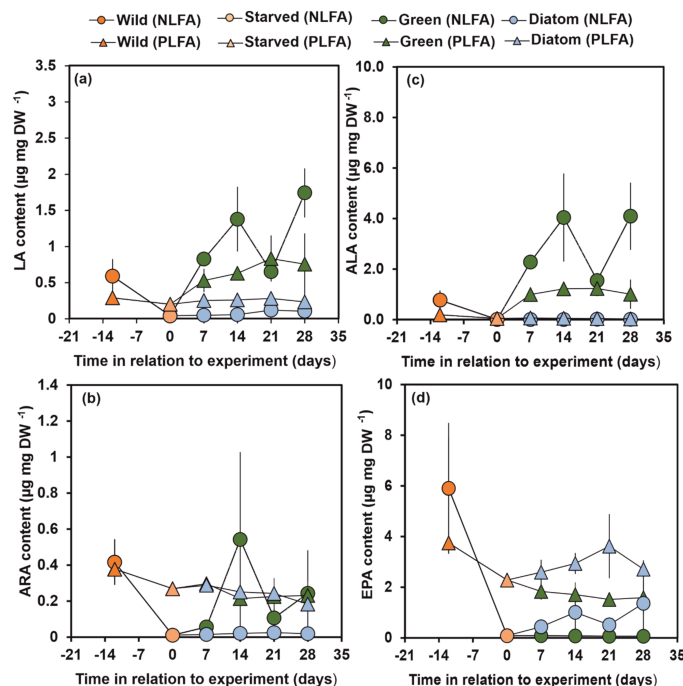 Wild (NLFA) Starved (NLFA) Green (NLFA) Diatom (NLFA)
Wild (PLFA) Starved (PLFA) Green (PLFA) Diatom (PLFA)
(a)
LA content (µg mg DW ⁻¹)
3.5
3
2.5
2
1.5
1
0.5
0
-21 -14 -7 0 7 14 21 28 35
Time in relation to experiment (days)
(c)
ALA content (µg mg DW ⁻¹)
10.0
8.0
6.0
4.0
2.0
0.0
-21 -14 -7 0 7 14 21 28 35
Time in relation to experiment (days)
(b)
ARA content (µg mg DW ⁻¹)
1.4
1.2
1
0.8
0.6
0.4
0.2
0
-21 -14 -7 0 7 14 21 28 35
Time in relation to experiment (days)
(d)
EPA content (µg mg DW ⁻¹)
10
8
6
4
2
0
-21 -14 -7 0 7 14 21 28 35
Time in relation to experiment (days)